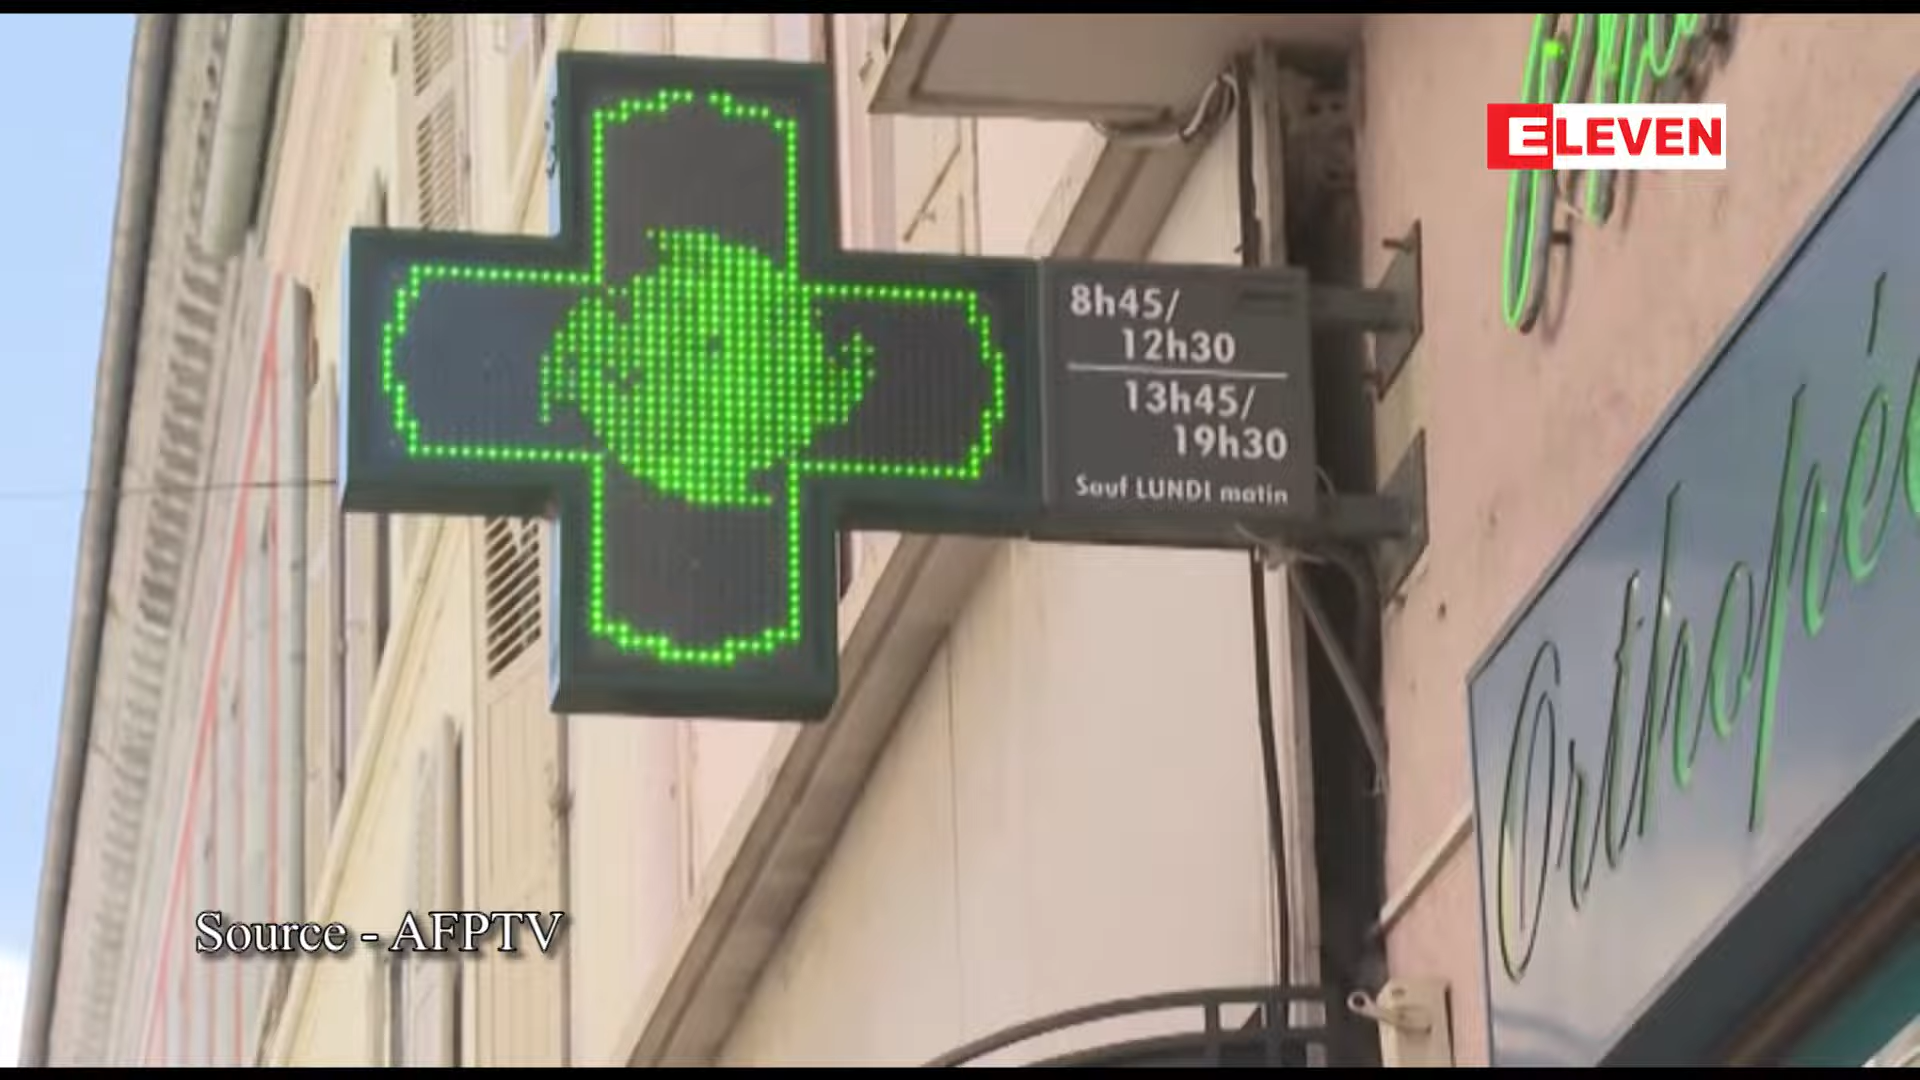 ELEVEN
8h45/
12h30
13h45/
19h30
Sauf LUNDI matin
Source - AFPTV